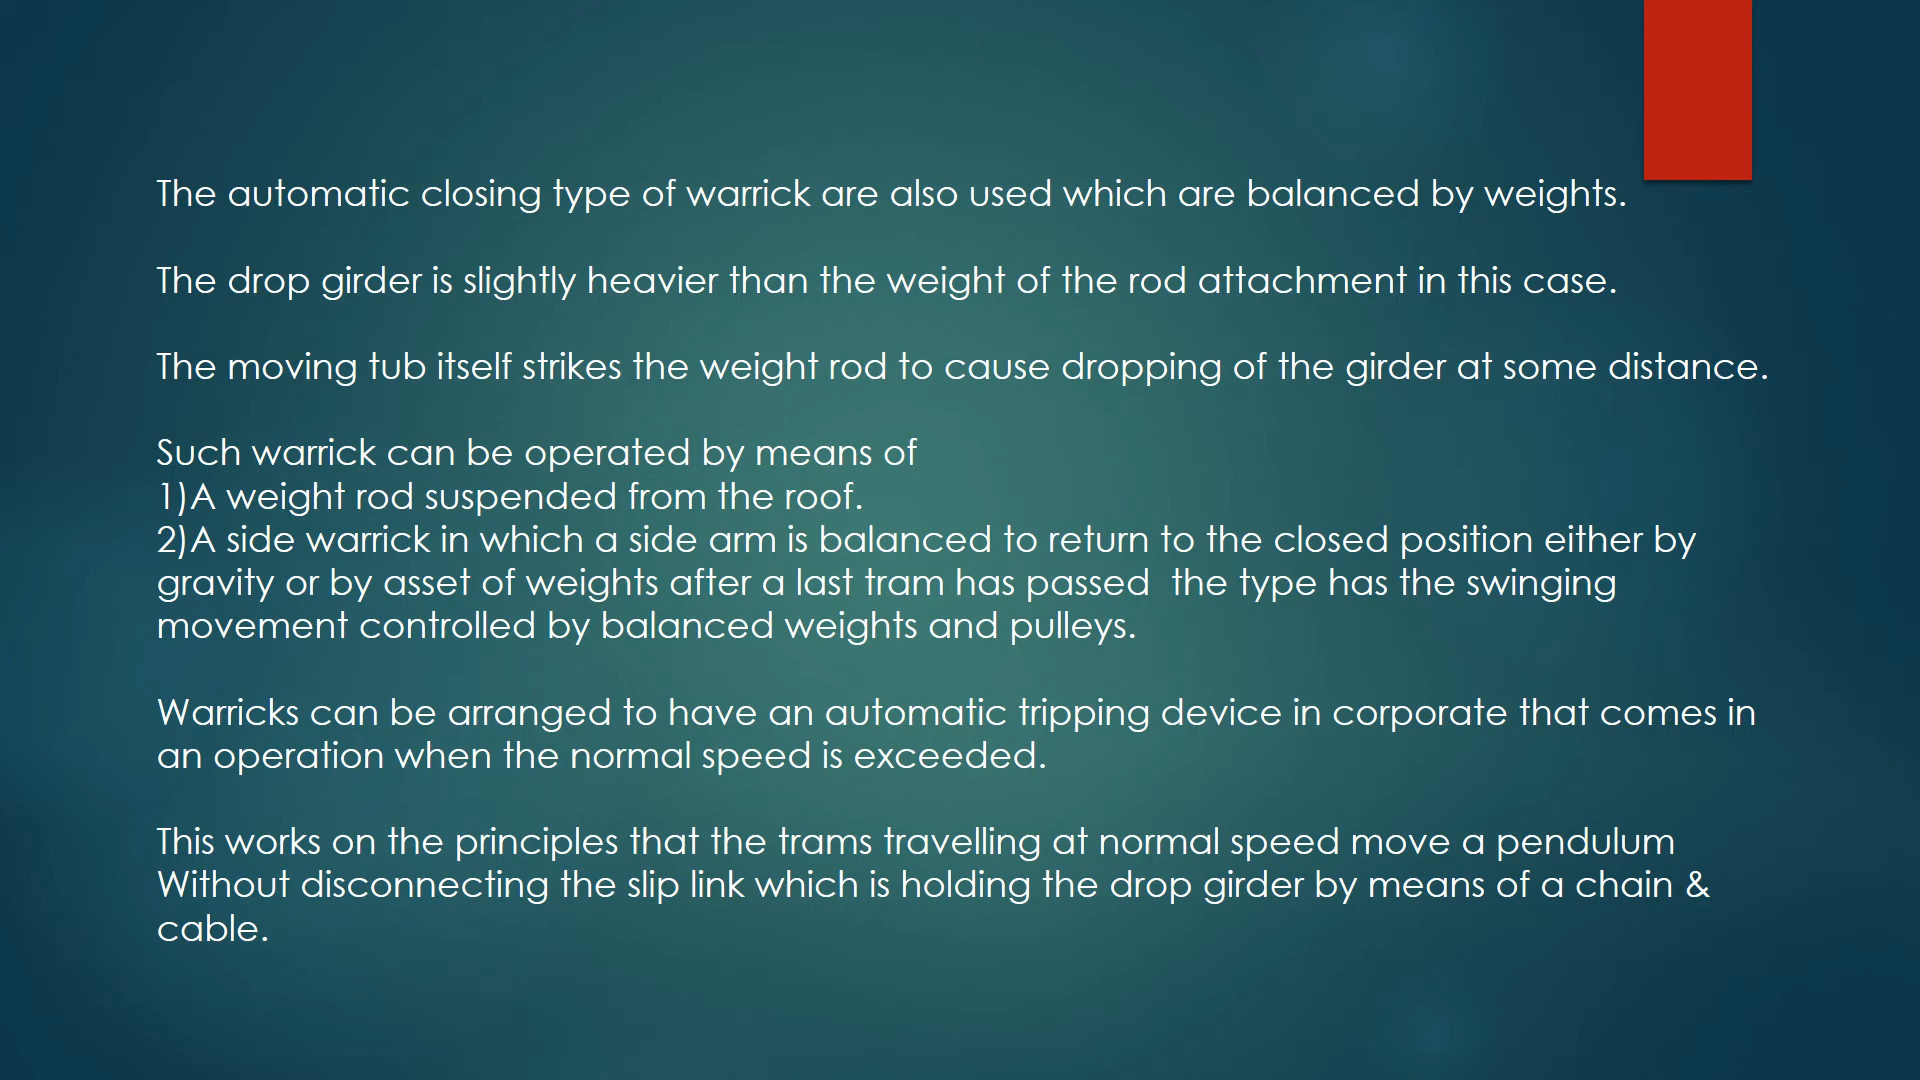 The automatic closing type of warrick are also used which are balanced by weights.
The drop girder is slightly heavier than the weight of the rod attachment in this case.
The moving tub itself strikes the weight rod to cause dropping of the girder at some distance.
Such warrick can be operated by means of
1)A weight rod suspended from the roof.
2)A side warrick in which a side arm is balanced to return to the closed position either by
gravity or by asset of weights after a last tram has passed  the type has the swinging
movement controlled by balanced weights and pulleys.
Warricks can be arranged to have an automatic tripping device in corporate that comes in
an operation when the normal speed is exceeded.
This works on the principles that the trams travelling at normal speed move a pendulum
Without disconnecting the slip link which is holding the drop girder by means of a chain &
cable.